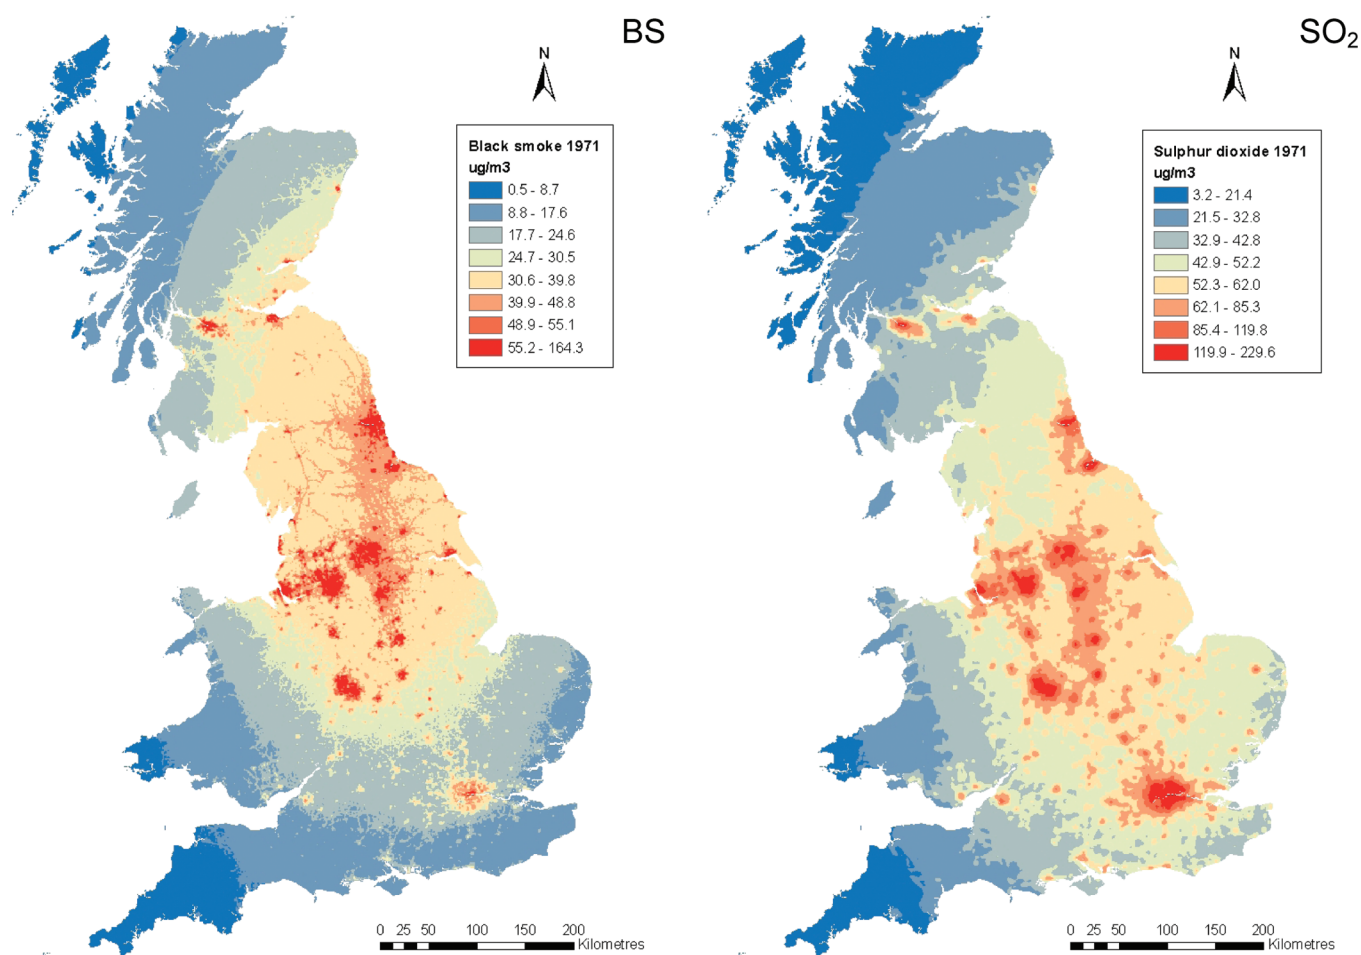 BS
N
Black smoke 1971
ug/m3
0.5 - 8.7
8.8 - 17.6
17.7 - 24.6
24.7 - 30.5
30.6 - 39.8
39.9 - 48.8
48.9 - 55.1
55.2 - 164.3
0 25 50 100 150 200
Kilometres
SO₂
N
Sulphur dioxide 1971
ug/m3
3.2 - 21.4
21.5 - 32.8
32.9 - 42.8
42.9 - 52.2
52.3 - 62.0
62.1 - 85.3
85.4 - 119.8
119.9 - 229.6
0 25 50 100 150 200
Kilometres